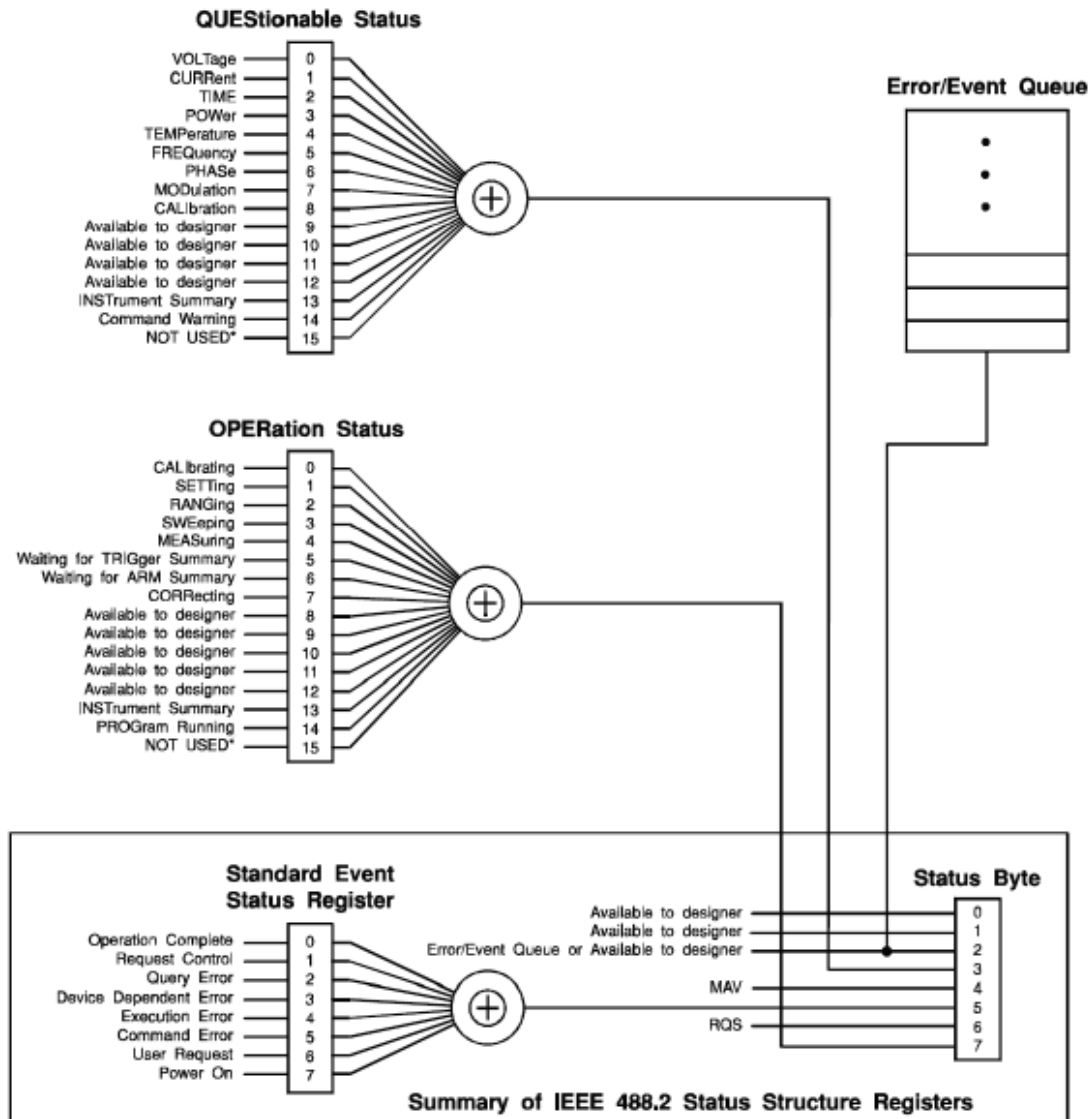 QUEStionable Status
VOLTage 0
CURRent 1
TIME 2
POWer 3
TEMPerature 4
FREQuency 5
PHASe 6
MODulation 7
CALIbration 8
Available to designer 9
Available to designer 10
Available to designer 11
Available to designer 12
INSTrument Summary 13
Command Warning 14
NOT USED* 15
Error/Event Queue
OPERation Status
CALIbrating 0
SETTing 1
RANGing 2
SWEeping 3
MEASuring 4
Waiting for TRIGger Summary 5
Waiting for ARM Summary 6
CORRecting 7
Available to designer 8
Available to designer 9
Available to designer 10
Available to designer 11
Available to designer 12
INSTrument Summary 13
PROGram Running 14
NOT USED* 15
Standard Event
Status Register
Operation Complete 0
Request Control 1
Query Error 2
Device Dependent Error 3
Execution Error 4
Command Error 5
User Request 6
Power On 7
Status Byte
Available to designer 0
Available to designer 1
Error/Event Queue or Available to designer 2
3
MAV 4
5
RQS 6
7
Summary of IEEE 488.2 Status Structure Registers